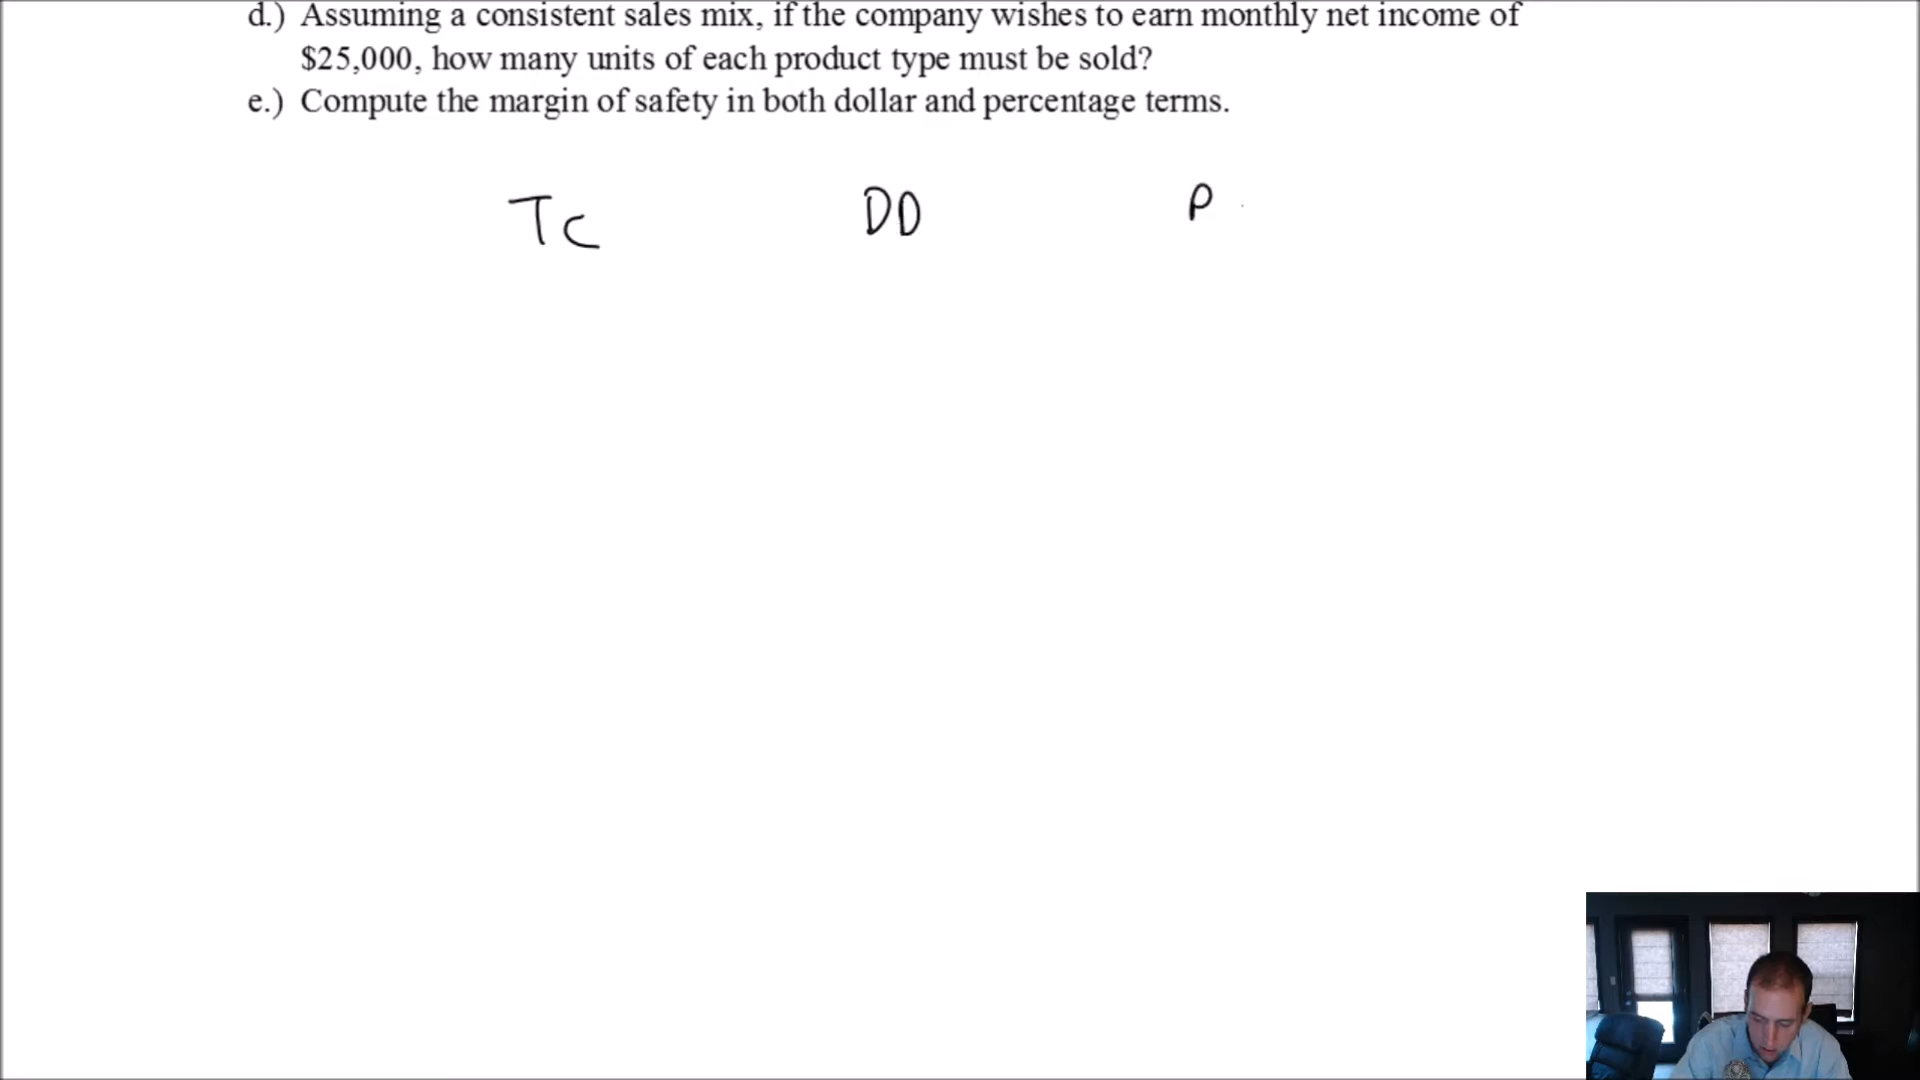 d.) Assuming a consistent sales mix, if the company wishes to earn monthly net income of
$25,000, how many units of each product type must be sold?
e.) Compute the margin of safety in both dollar and percentage terms.
TC DD P